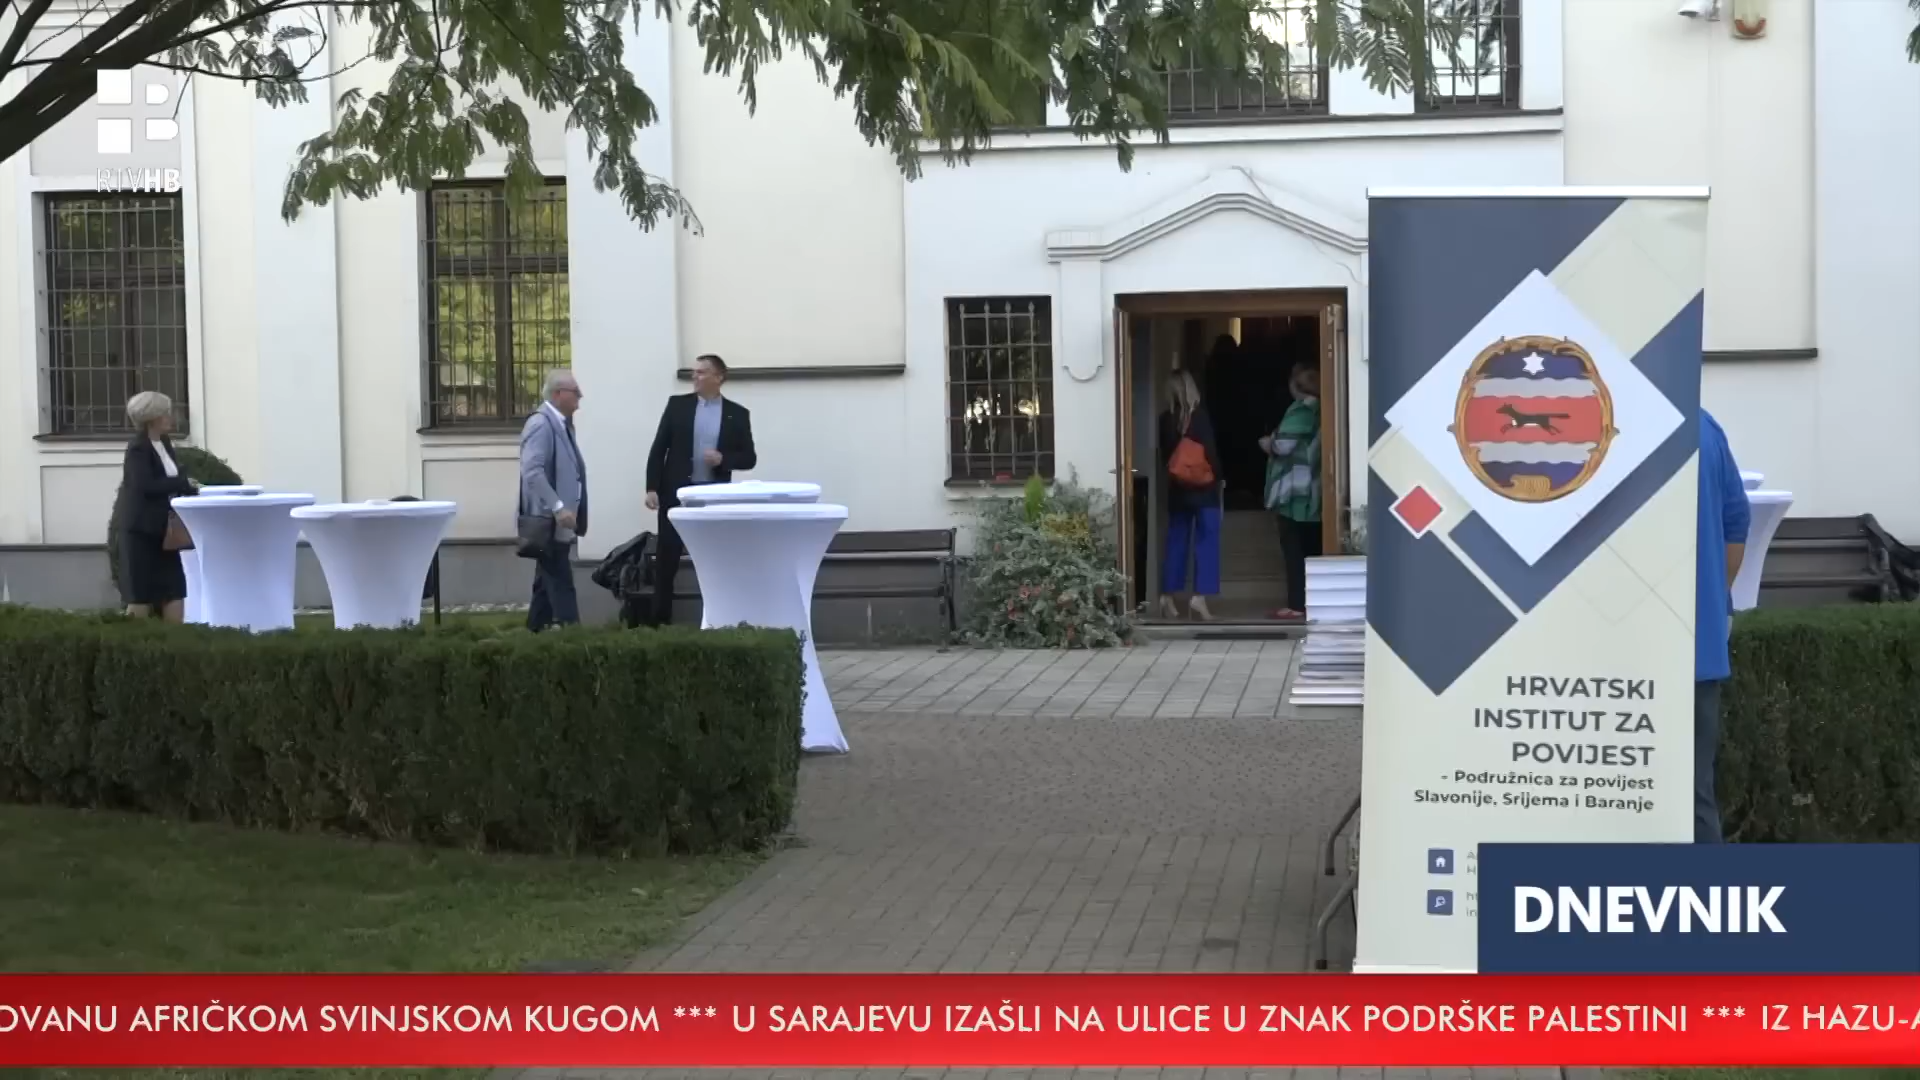 RTVHB
HRVATSKI
INSTITUT ZA
POVIJEST
- Podružnica za povijest
Slavonije, Srijema i Baranje
DNEVNIK
OVANU AFRIČKOM SVINJSKOM KUGOM *** U SARAJEVU IZAŠLI NA ULICE U ZNAK PODRŠKE PALESTINI *** IZ HAZU-A